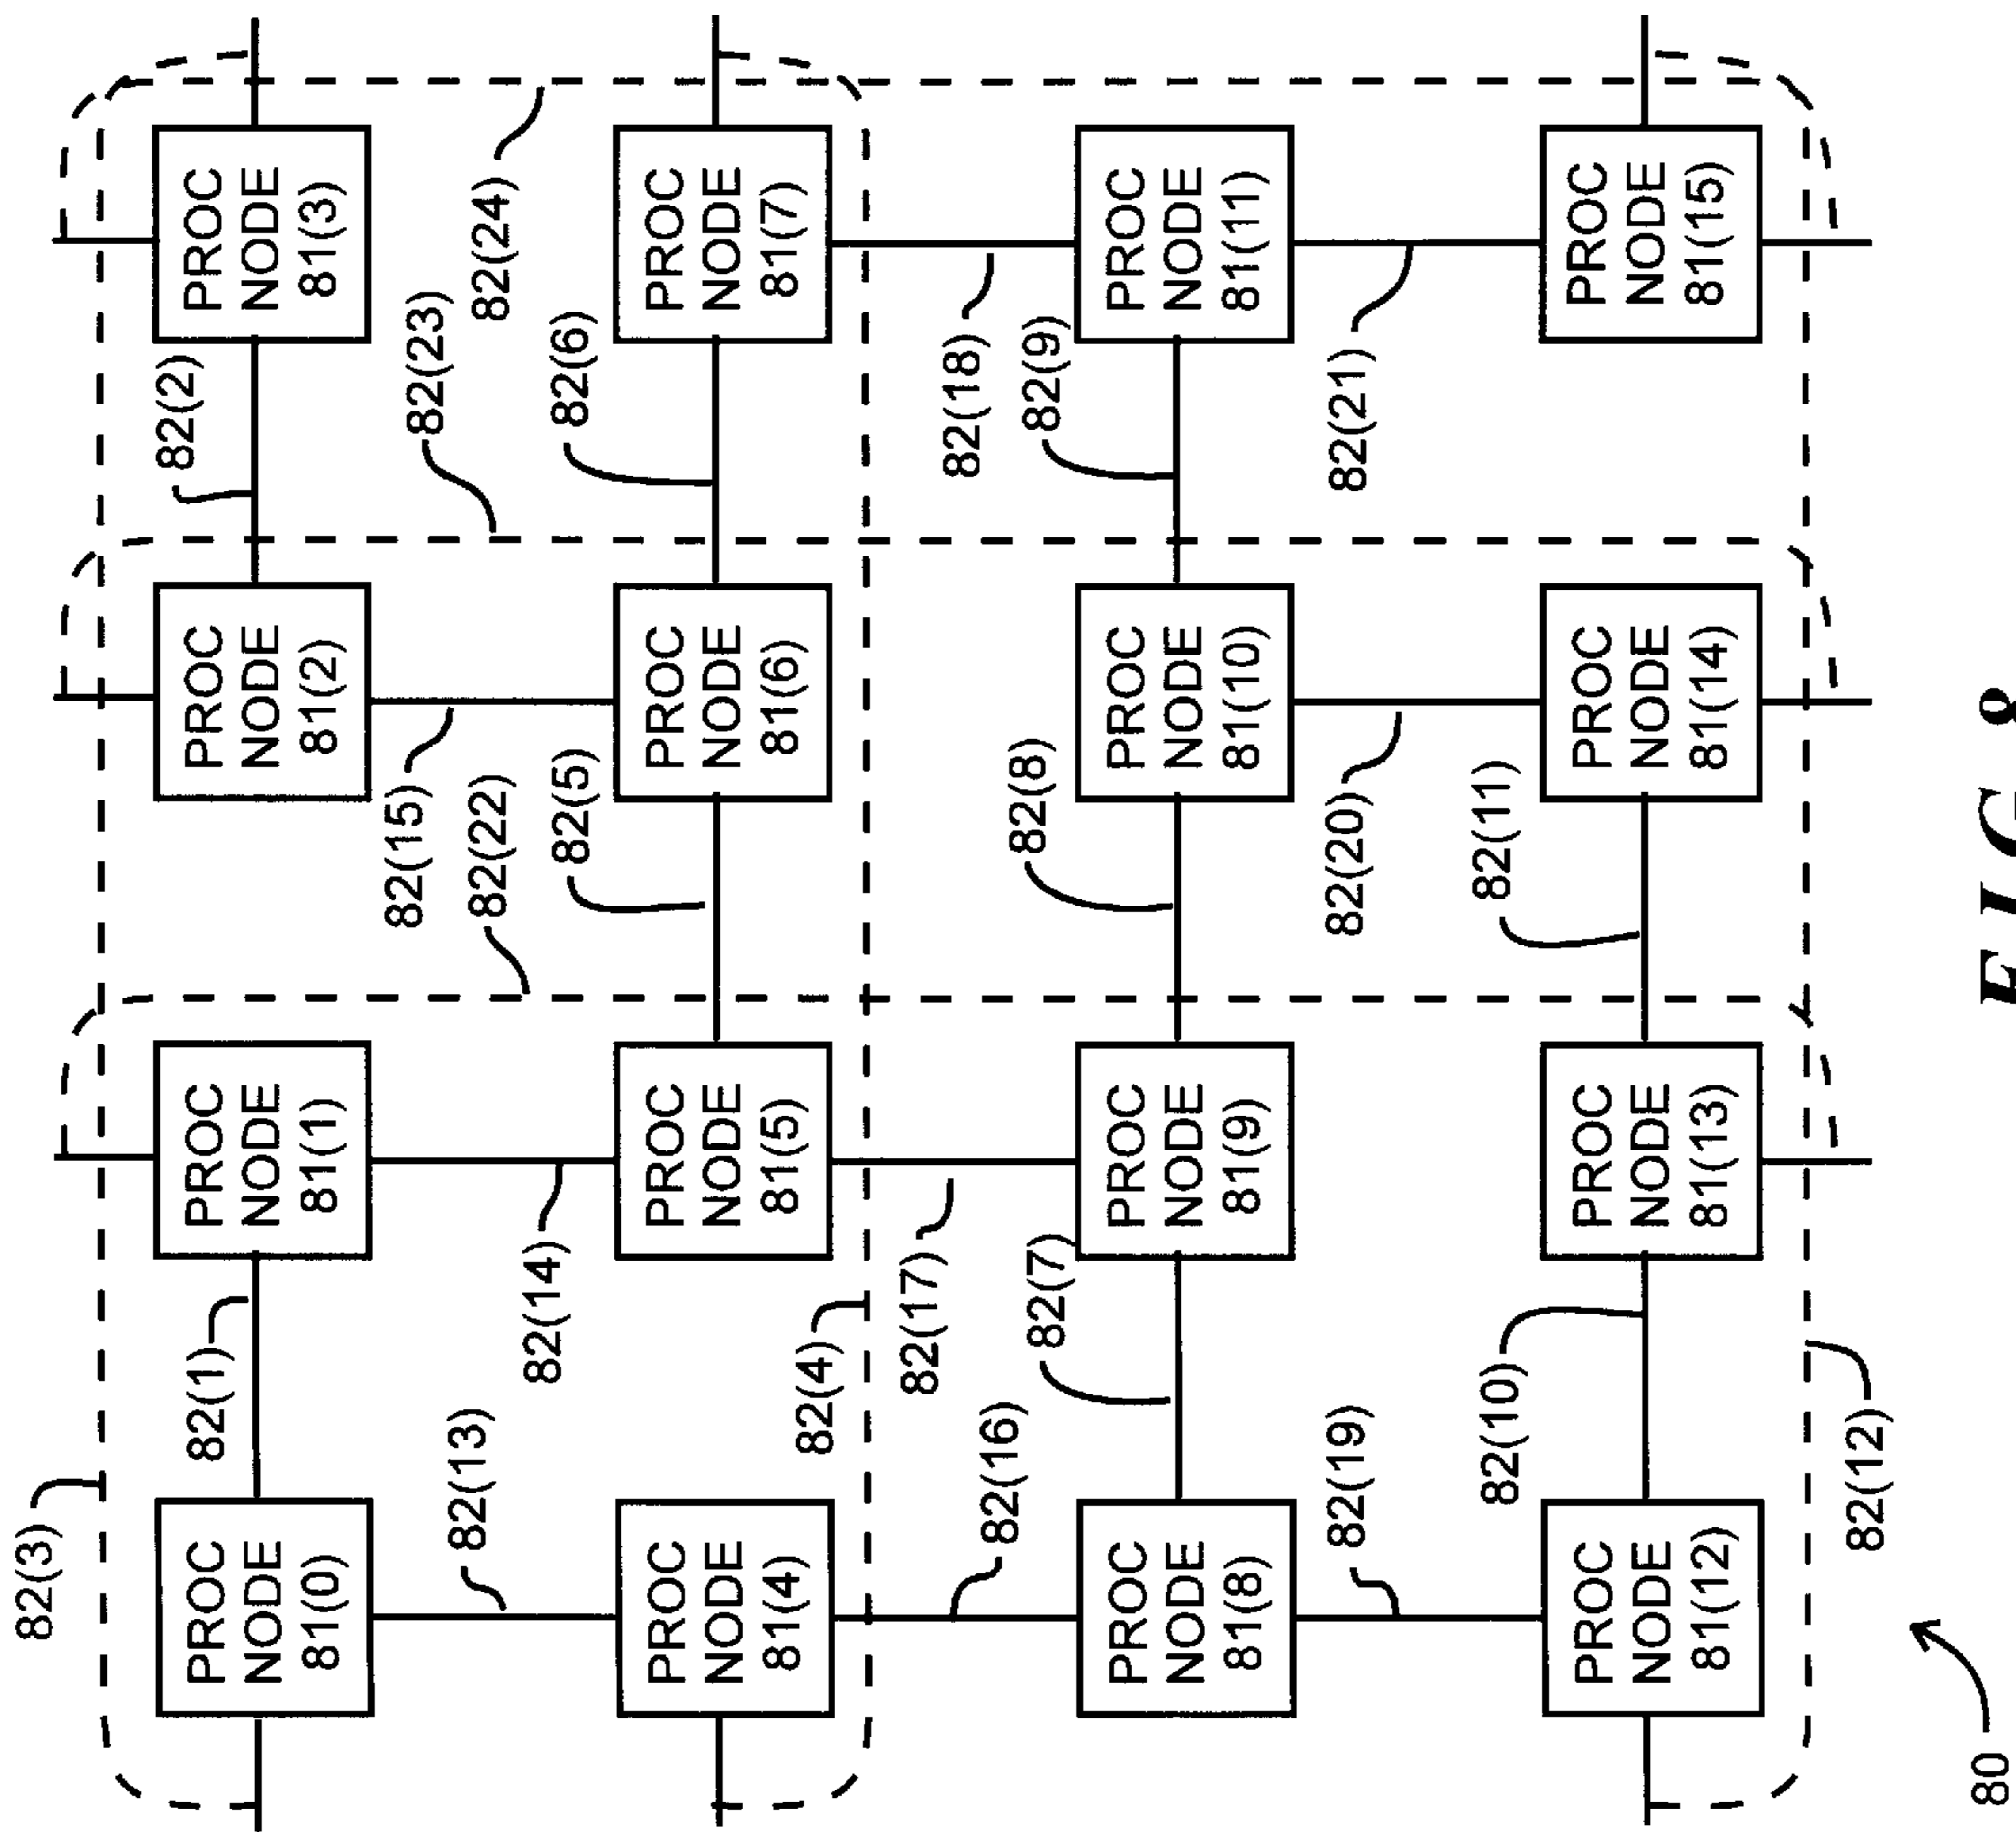 82(3)
PROC
NODE
81(0)
82(1)
PROC
NODE
81(1)
PROC
NODE
81(2)
82(2)
PROC
NODE
81(3)
82(13)
82(14)
82(15)
82(22)
82(23)
82(24)
PROC
NODE
81(4)
PROC
NODE
81(5)
82(5)
PROC
NODE
81(6)
82(6)
PROC
NODE
81(7)
82(4)
82(16)
82(17)
82(18)
PROC
NODE
81(8)
82(7)
PROC
NODE
81(9)
82(8)
PROC
NODE
81(10)
82(9)
PROC
NODE
81(11)
82(19)
82(20)
82(21)
PROC
NODE
81(12)
82(10)
PROC
NODE
81(13)
82(11)
PROC
NODE
81(14)
PROC
NODE
81(15)
82(12)
80
FIG. 8